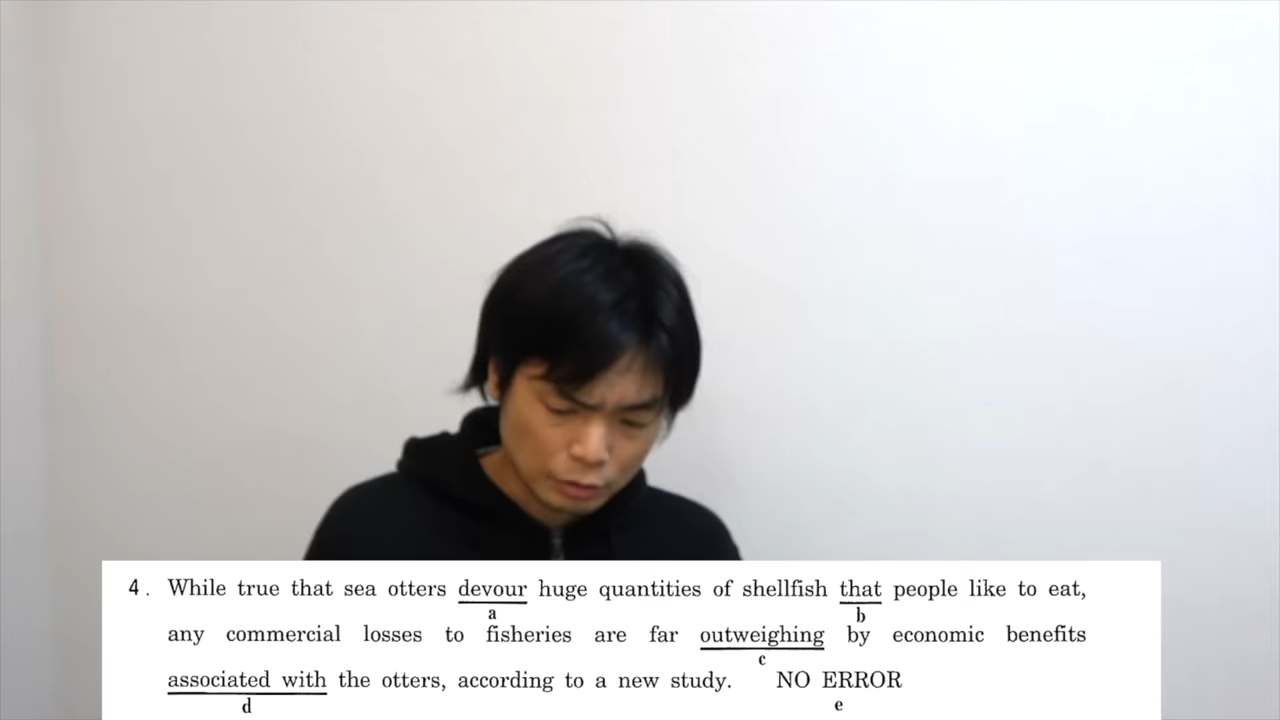 4. While true that sea otters devour huge quantities of shellfish that people like to eat,
a b
any commercial losses to fisheries are far outweighing by economic benefits
c
associated with the otters, according to a new study. NO ERROR
d e